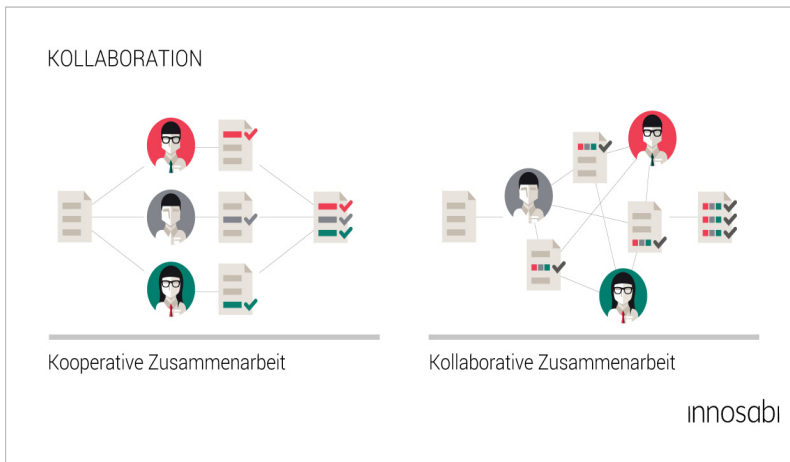 KOLLABORATION
Kooperative Zusammenarbeit
Kollaborative Zusammenarbeit
innosabi